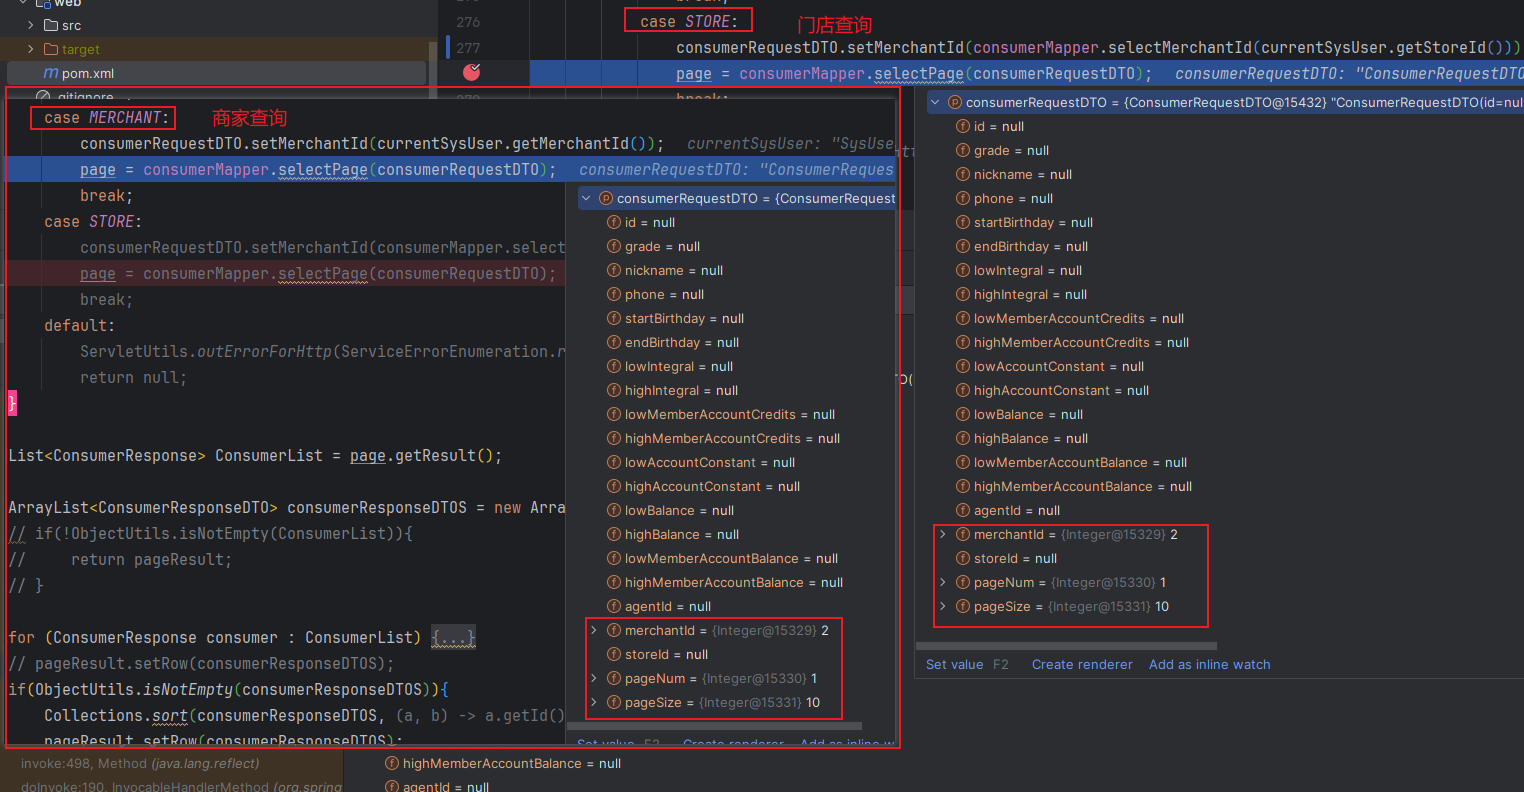 web
src
target
pom.xml
.gitignore
276
277
case STORE:
门店查询
consumerRequestDTO.setMerchantId(consumerMapper.selectMerchantId(currentSysUser.getStoreId()))
page = consumerMapper.selectPage(consumerRequestDTO); consumerRequestDTO: "ConsumerRequestDTO
case MERCHANT:
商家查询
consumerRequestDTO.setMerchantId(currentSysUser.getMerchantId()); currentSysUser: "SysUse
page = consumerMapper.selectPage(consumerRequestDTO); consumerRequestDTO: "ConsumerReques
break;
case STORE:
consumerRequestDTO.setMerchantId(consumerMapper.select
page = consumerMapper.selectPage(consumerRequestDTO);
break;
default:
ServletUtils.outErrorForHttp(ServiceErrorEnumeration.r
return null;
}
List<ConsumerResponse> ConsumerList = page.getResult();
ArrayList<ConsumerResponseDTO> consumerResponseDTOS = new Arra
// if(!ObjectUtils.isNotEmpty(ConsumerList)){
// return pageResult;
// }
for (ConsumerResponse consumer : ConsumerList) {...}
// pageResult.setRow(consumerResponseDTOS);
if(ObjectUtils.isNotEmpty(consumerResponseDTOS)){
Collections.sort(consumerResponseDTOS, (a, b) -> a.getId()
pageResult.setRow(consumerResponseDTOS);
consumerRequestDTO = {ConsumerRequest
id = null
grade = null
nickname = null
phone = null
startBirthday = null
endBirthday = null
lowIntegral = null
highIntegral = null
lowMemberAccountCredits = null
highMemberAccountCredits = null
lowAccountConstant = null
highAccountConstant = null
lowBalance = null
highBalance = null
lowMemberAccountBalance = null
highMemberAccountBalance = null
agentId = null
merchantId = {Integer@15329} 2
storeId = null
pageNum = {Integer@15330} 1
pageSize = {Integer@15331} 10
Set value F2 Create renderer Add as inline w
consumerRequestDTO = {ConsumerRequestDTO@15432} "ConsumerRequestDTO(id=nul
id = null
grade = null
nickname = null
phone = null
startBirthday = null
endBirthday = null
lowIntegral = null
highIntegral = null
lowMemberAccountCredits = null
highMemberAccountCredits = null
lowAccountConstant = null
highAccountConstant = null
lowBalance = null
highBalance = null
lowMemberAccountBalance = null
highMemberAccountBalance = null
agentId = null
merchantId = {Integer@15329} 2
storeId = null
pageNum = {Integer@15330} 1
pageSize = {Integer@15331} 10
Set value F2 Create renderer Add as inline watch
invoke:498, Method (java.lang.reflect)
doInvoke:190, InvocableHandlerMethod (org.spring
highMemberAccountBalance = null
agentId = null